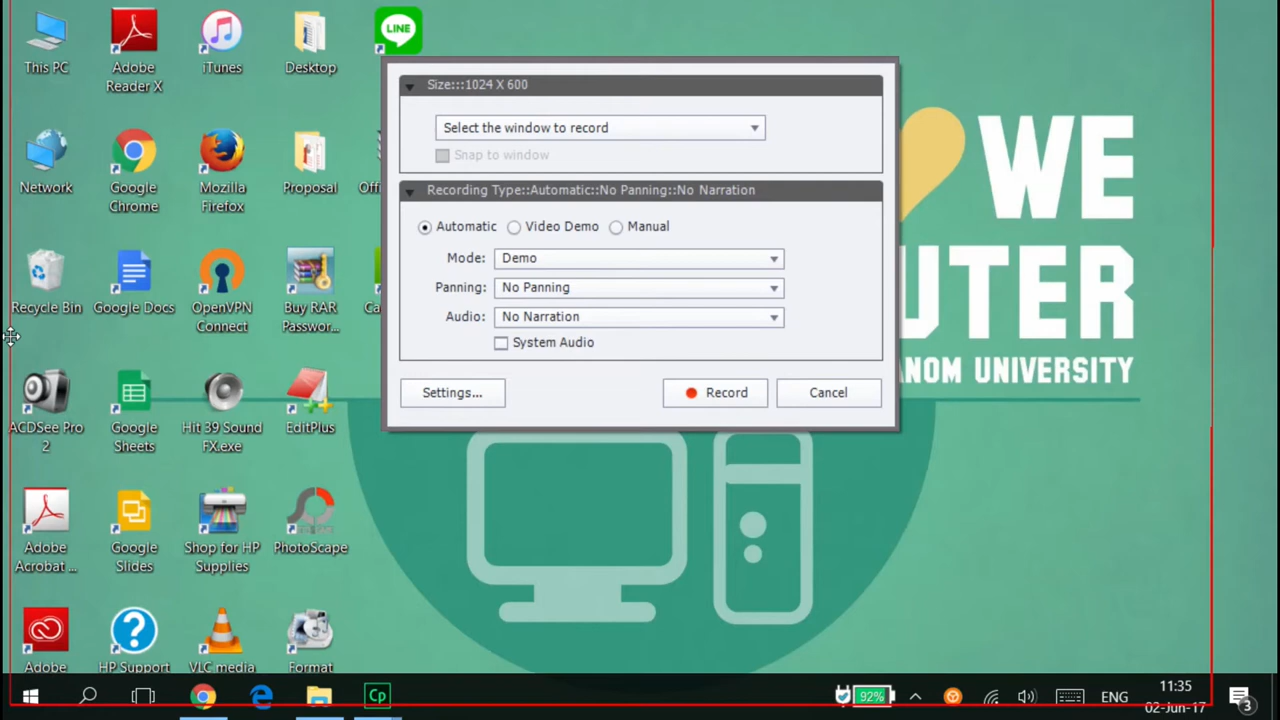 This PC
Adobe
Reader X
iTunes
Desktop
LINE
Network
Google
Chrome
Mozilla
Firefox
Proposal
Recycle Bin
Google Docs
OpenVPN
Connect
Buy RAR
Passwor...
ACDSee Pro
2
Google
Sheets
Hit 39 Sound
FX.exe
EditPlus
Adobe
Acrobat ...
Google
Slides
Shop for HP
Supplies
PhotoScape
Adobe
HP Support
VLC media
Format
Size:::1024 X 600
Select the window to record
Snap to window
Recording Type::Automatic::No Panning::No Narration
Automatic
Video Demo
Manual
Mode:
Demo
Panning:
No Panning
Audio:
No Narration
System Audio
Settings...
Record
Cancel
WE
UTER
ANOM UNIVERSITY
Cp
92%
ENG
11:35
02-Jun-17
3